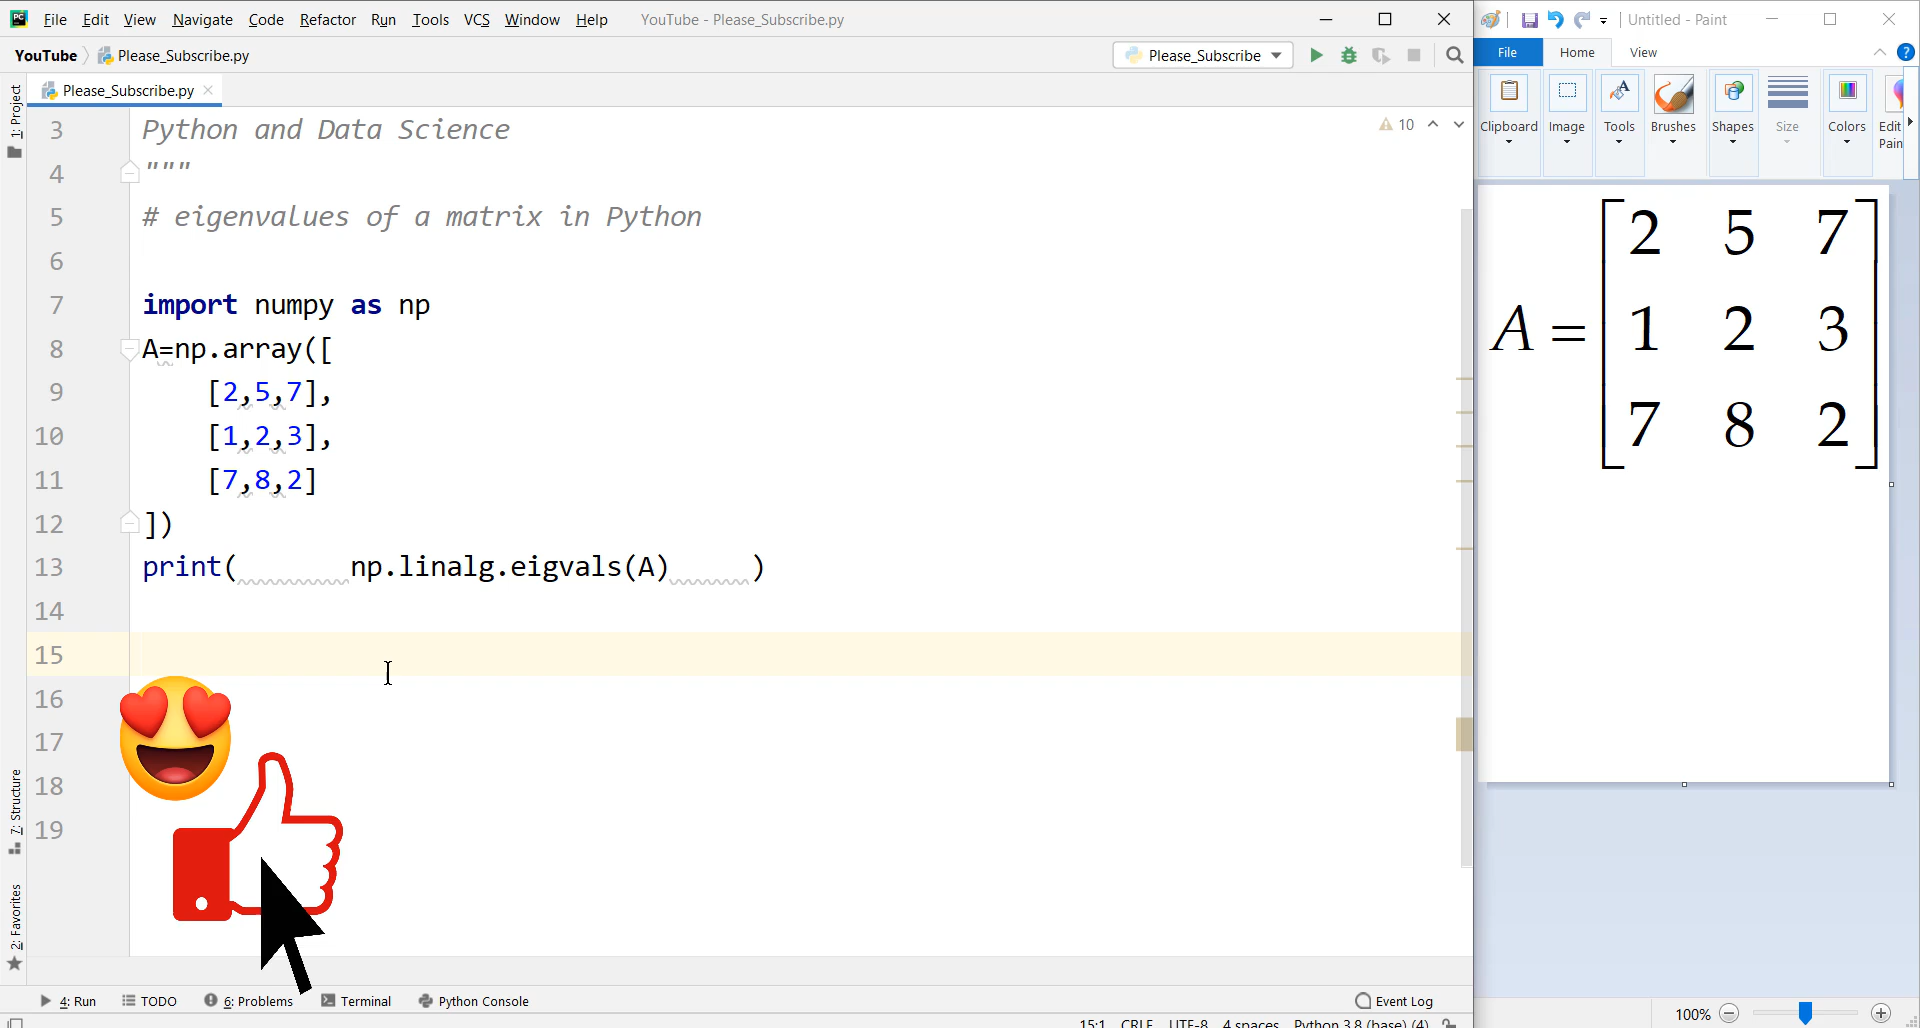 File Edit View Navigate Code Refactor Run Tools VCS Window Help YouTube - Please_Subscribe.py
YouTube Please_Subscribe.py Please_Subscribe
Please_Subscribe.py
1: Project
3 Python and Data Science
4 """
5 # eigenvalues of a matrix in Python
6
7 import numpy as np
8 A=np.array([
9 [2,5,7],
10 [1,2,3],
11 [7,8,2]
12 ])
13 print( np.linalg.eigvals(A) )
14
15
16
17
18
19
10
7: Structure
2: Favorites
4: Run TODO 6: Problems Terminal Python Console Event Log
15:1 CRLF UTF-8 4 spaces Python 3.8 (base) (4)
Untitled - Paint
File Home View
Clipboard Image Tools Brushes Shapes Size Colors Edit
Pain
A = 2 5 7
1 2 3
7 8 2
100%